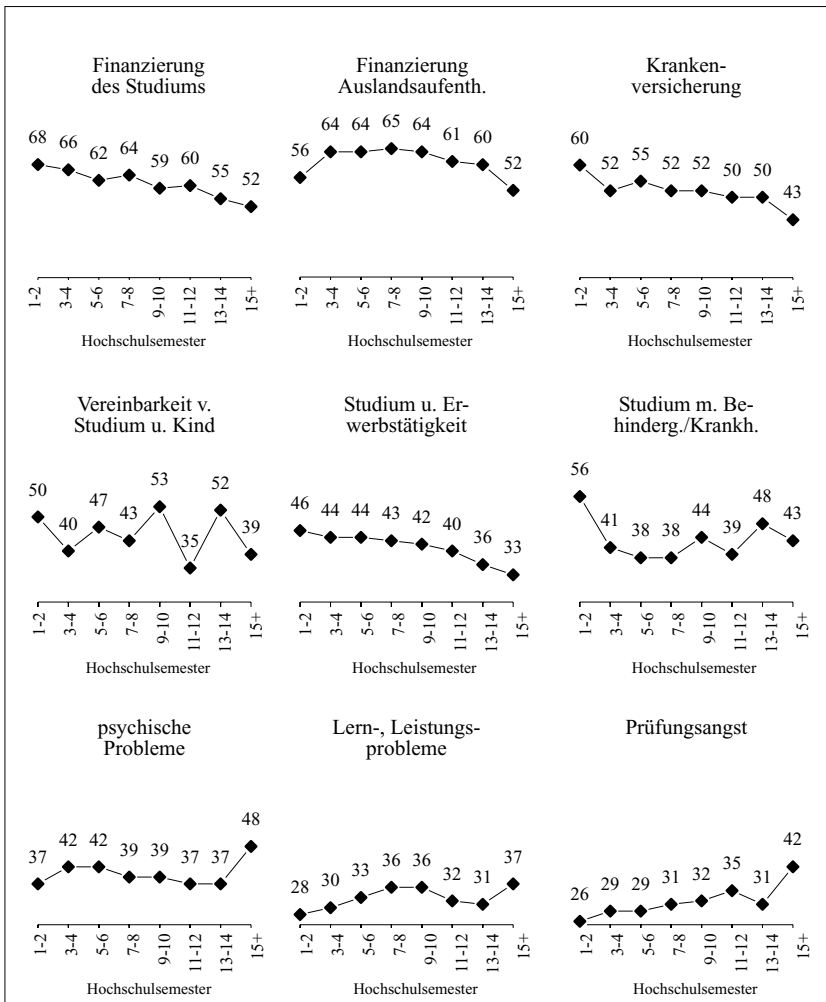 Finanzierung
des Studiums
68 66 62 64 59 60 55 52
1-2 3-4 5-6 7-8 9-10 11-12 13-14 15+
Hochschulsemester
Finanzierung
Auslandsaufenth.
56 64 64 65 64 61 60 52
1-2 3-4 5-6 7-8 9-10 11-12 13-14 15+
Hochschulsemester
Kranken-
versicherung
60 52 55 52 52 50 50 43
1-2 3-4 5-6 7-8 9-10 11-12 13-14 15+
Hochschulsemester
Vereinbarkeit v.
Studium u. Kind
50 40 47 43 53 35 52 39
1-2 3-4 5-6 7-8 9-10 11-12 13-14 15+
Hochschulsemester
Studium u. Er-
werbstätigkeit
46 44 44 43 42 40 36 33
1-2 3-4 5-6 7-8 9-10 11-12 13-14 15+
Hochschulsemester
Studium m. Be-
hinderg./Krankh.
56 41 38 38 44 39 48 43
1-2 3-4 5-6 7-8 9-10 11-12 13-14 15+
Hochschulsemester
psychische
Probleme
37 42 42 39 39 37 37 48
1-2 3-4 5-6 7-8 9-10 11-12 13-14 15+
Hochschulsemester
Lern-, Leistungs-
probleme
28 30 33 36 36 32 31 37
1-2 3-4 5-6 7-8 9-10 11-12 13-14 15+
Hochschulsemester
Prüfungsangst
26 29 29 31 32 35 31 42
1-2 3-4 5-6 7-8 9-10 11-12 13-14 15+
Hochschulsemester